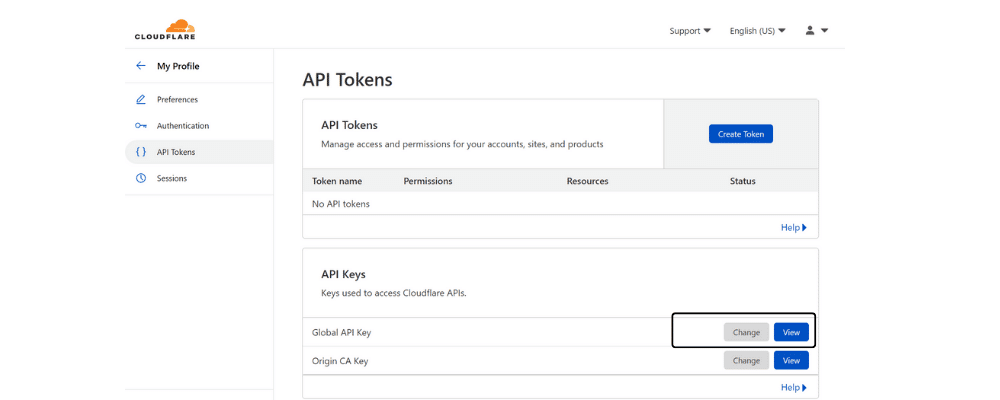 CLOUDFLARE
Support
English (US)
My Profile
Preferences
Authentication
API Tokens
Sessions
API Tokens
API Tokens
Manage access and permissions for your accounts, sites, and products
Create Token
Token name Permissions Resources Status
No API tokens
Help
API Keys
Keys used to access Cloudflare APIs.
Global API Key Change View
Origin CA Key Change View
Help